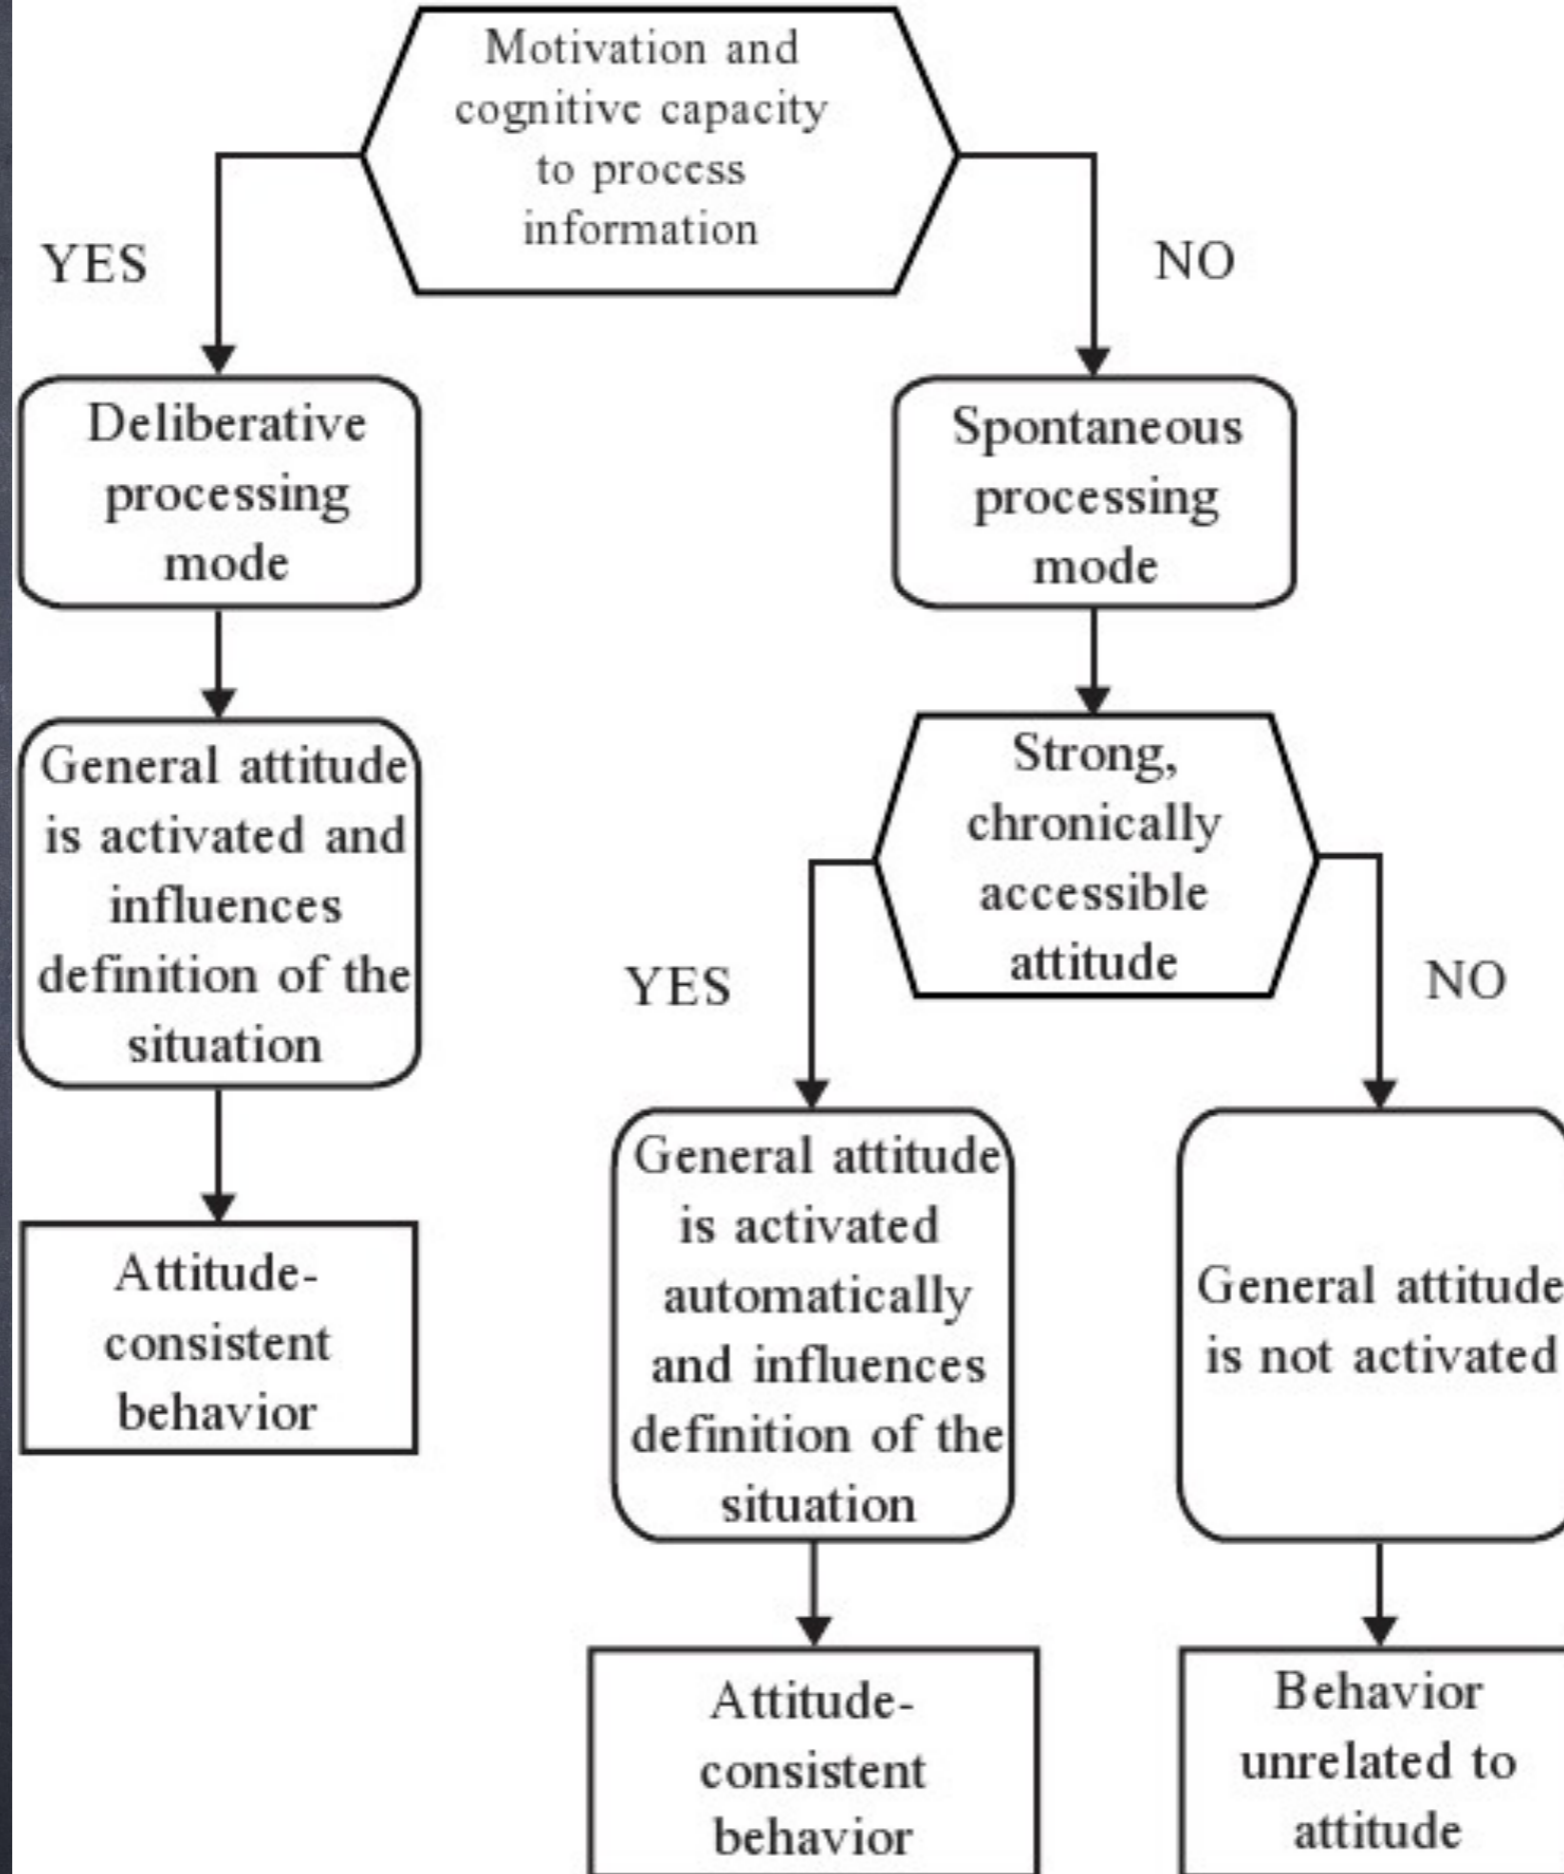 Motivation and
cognitive capacity
to process
information
YES
NO
Deliberative
processing
mode
Spontaneous
processing
mode
General attitude
is activated and
influences
definition of the
situation
Strong,
chronically
accessible
attitude
YES
NO
Attitude-
consistent
behavior
General attitude
is activated
automatically
and influences
definition of the
situation
General attitude
is not activated
Attitude-
consistent
behavior
Behavior
unrelated to
attitude